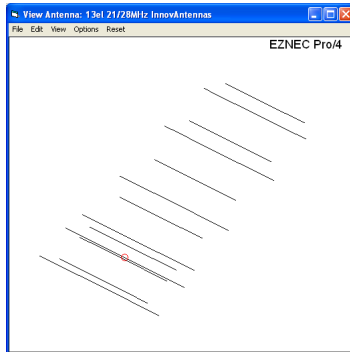 View Antenna: 13el 21/28MHz InnovAntennas
File Edit View Options Reset
EZNEC Pro/4